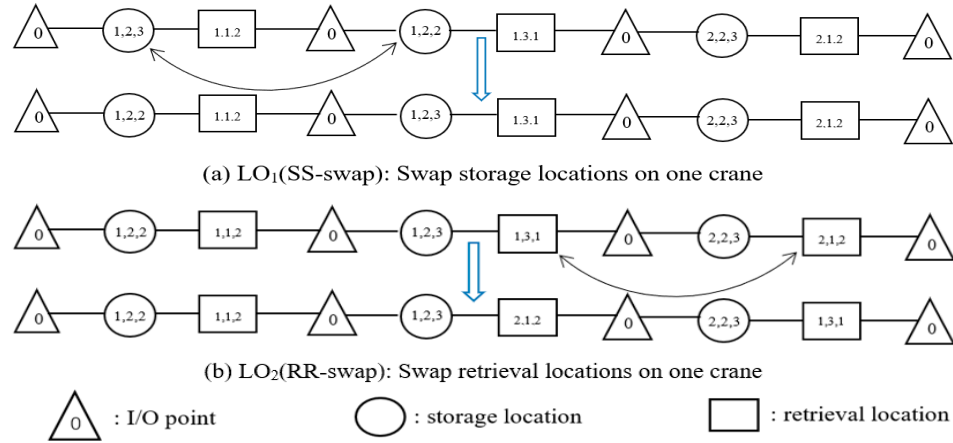 0 1,2,3 1.1.2 0 1,2,2 1.3.1 0 2,2,3 2.1.2 0
0 1,2,2 1.1.2 0 1,2,3 1.3.1 0 2,2,3 2.1.2 0
(a) LO₁(SS-swap): Swap storage locations on one crane
0 1,2,2 1,1,2 0 1,2,3 1,3,1 0 2,2,3 2,1,2 0
0 1,2,2 1,1,2 0 1,2,3 2.1.2 0 2,2,3 1,3,1 0
(b) LO₂(RR-swap): Swap retrieval locations on one crane
0 : I/O point : storage location : retrieval location